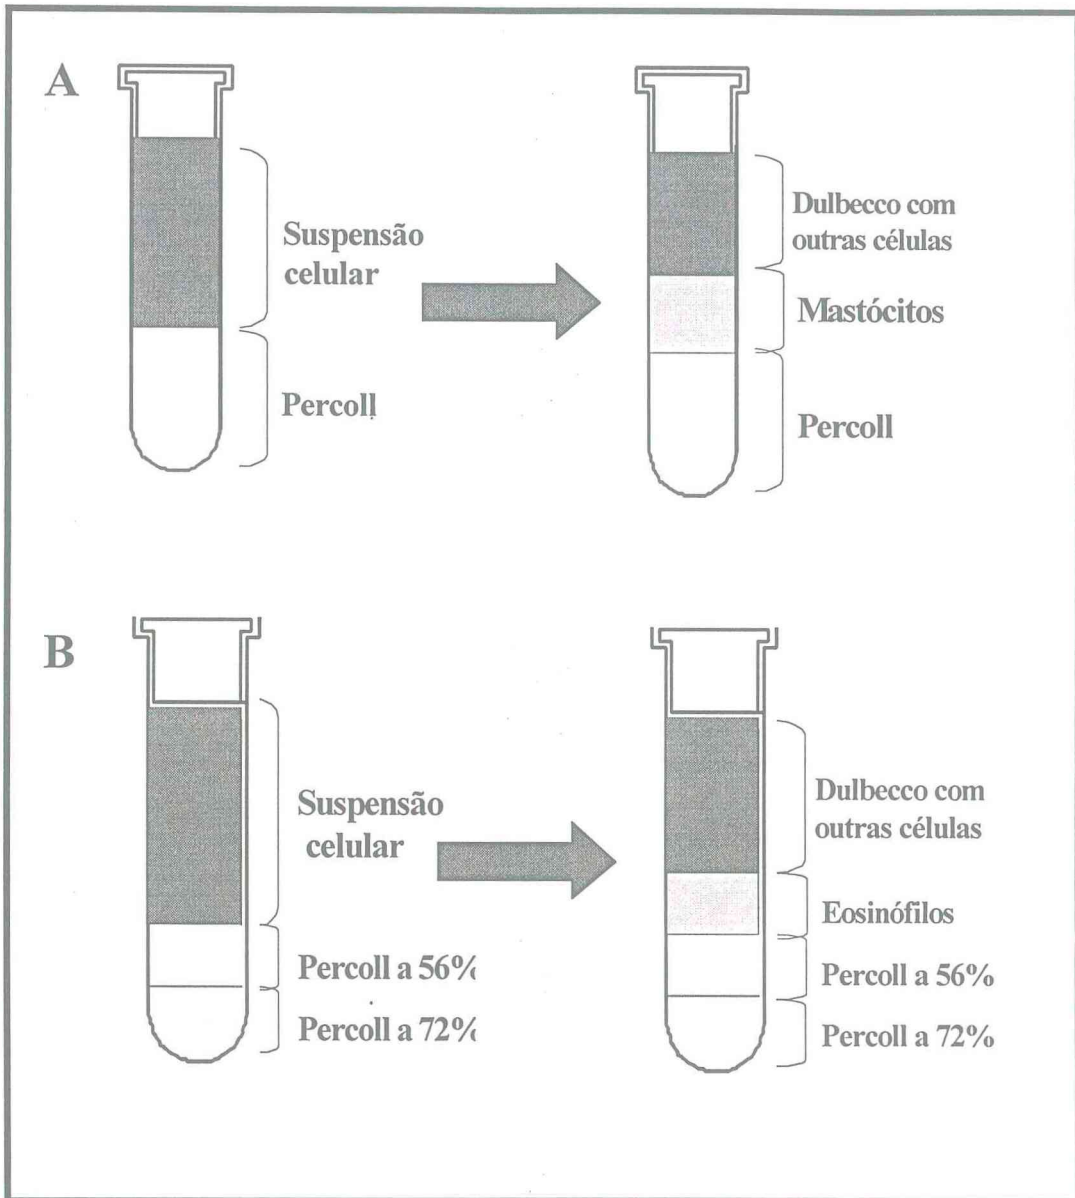 A
Suspensão
celular
Percoll
Dulbecco com
outras células
Mastócitos
Percoll
B
Suspensão
celular
Percoll a 56%
Percoll a 72%
Dulbecco com
outras células
Eosinófilos
Percoll a 56%
Percoll a 72%